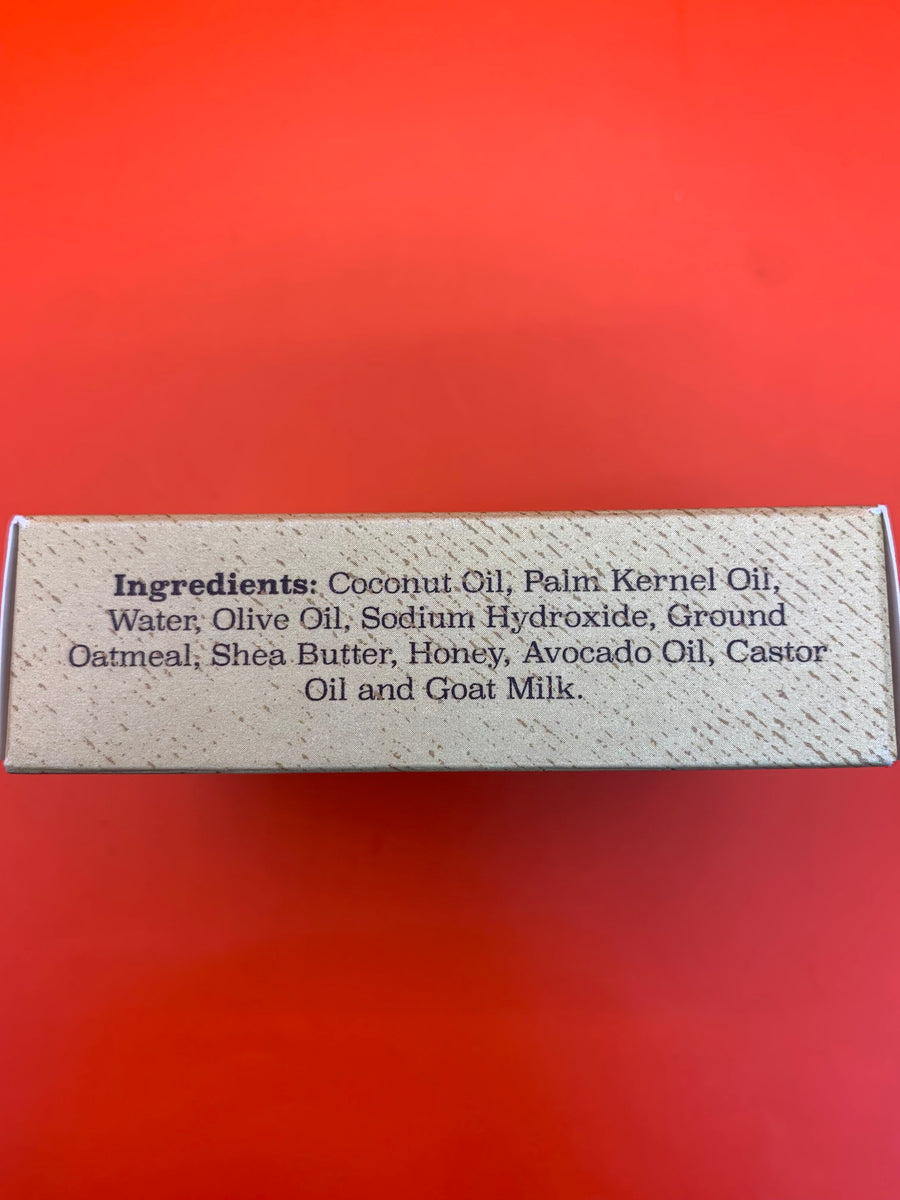 Ingredients: Coconut Oil, Palm Kernel Oil,
Water, Olive Oil, Sodium Hydroxide, Ground
Oatmeal, Shea Butter, Honey, Avocado Oil, Castor
Oil and Goat Milk.